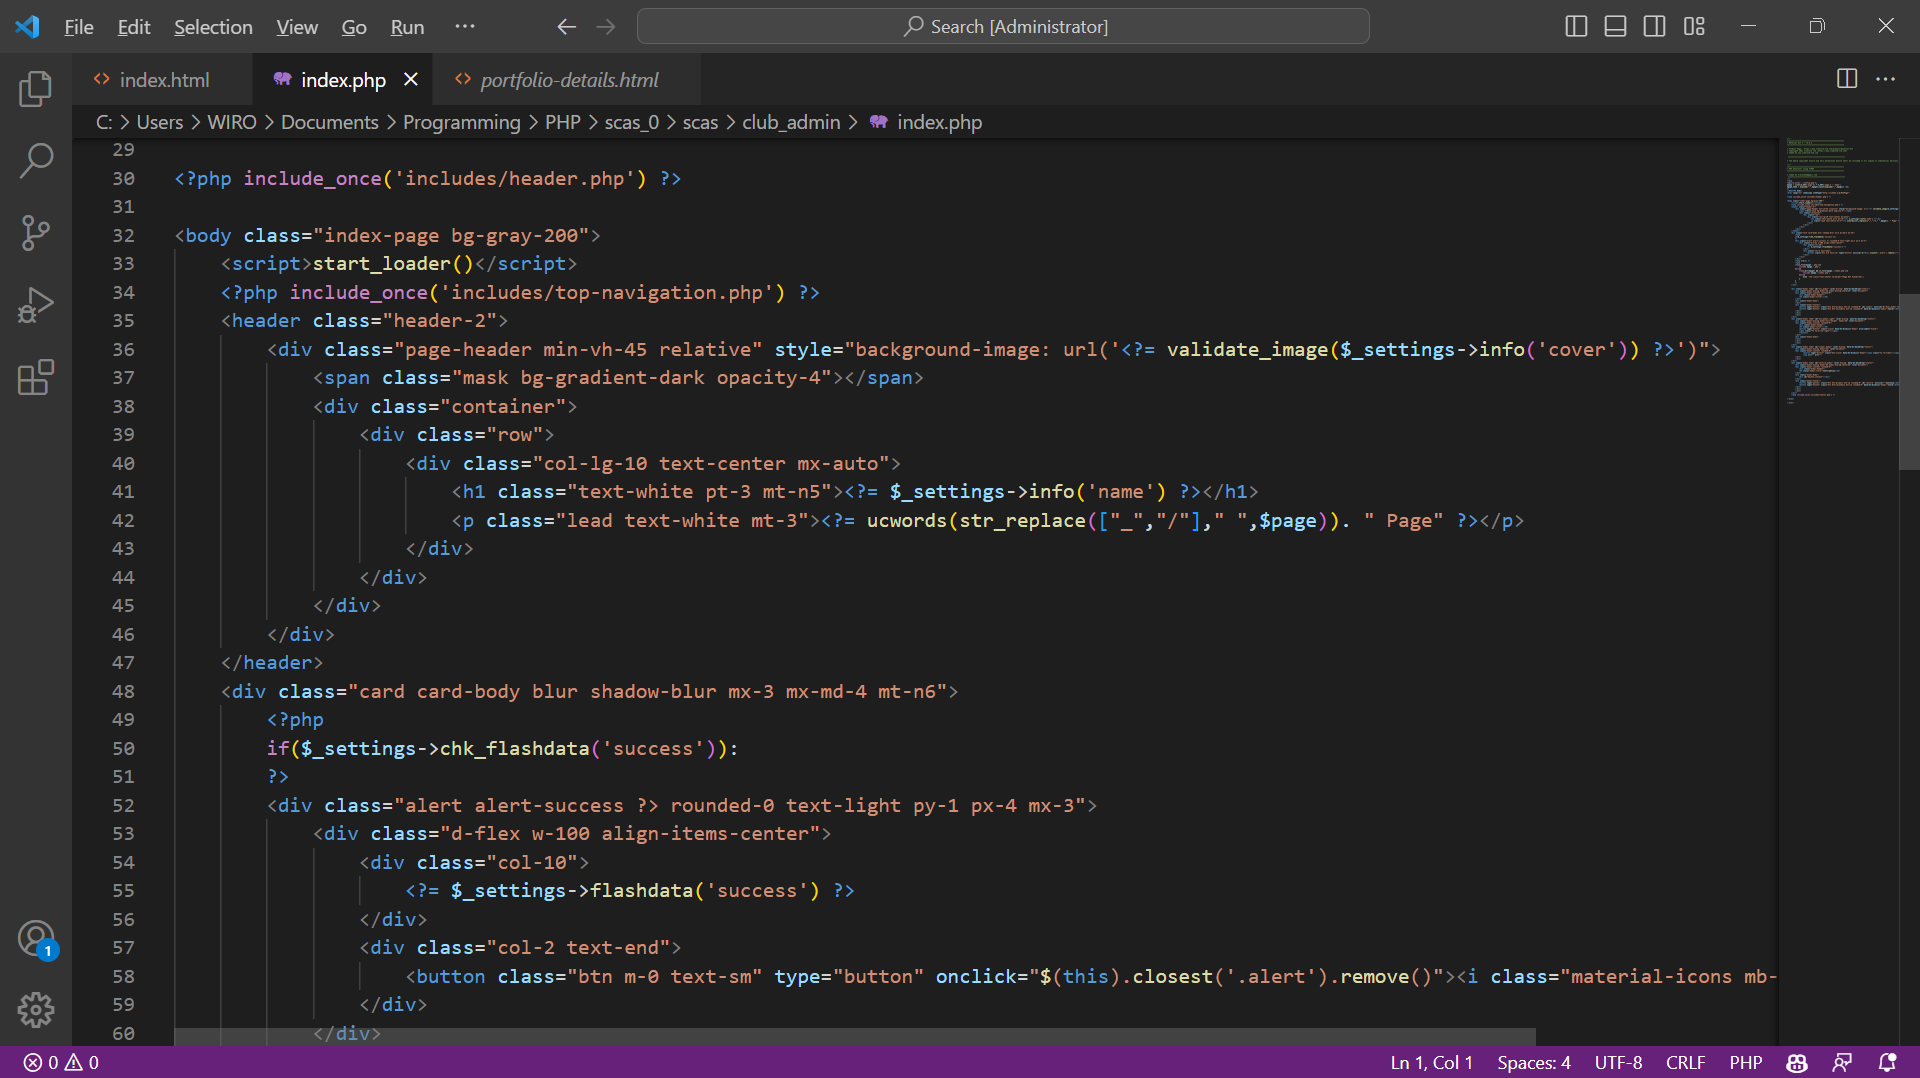 File Edit Selection View Go Run ··· Search [Administrator]
index.html index.php portfolio-details.html
C: > Users > WIRO > Documents > Programming > PHP > scas_0 > scas > club_admin > index.php
29
30 <?php include_once('includes/header.php') ?>
31
32 <body class="index-page bg-gray-200">
33 <script>start_loader()</script>
34 <?php include_once('includes/top-navigation.php') ?>
35 <header class="header-2">
36 <div class="page-header min-vh-45 relative" style="background-image: url('<?= validate_image($_settings->info('cover')) ?>')">
37 <span class="mask bg-gradient-dark opacity-4"></span>
38 <div class="container">
39 <div class="row">
40 <div class="col-lg-10 text-center mx-auto">
41 <h1 class="text-white pt-3 mt-n5"><?= $_settings->info('name') ?></h1>
42 <p class="lead text-white mt-3"><?= ucwords(str_replace(["_","/"]," ",$page)). " Page" ?></p>
43 </div>
44 </div>
45 </div>
46 </div>
47 </header>
48 <div class="card card-body blur shadow-blur mx-3 mx-md-4 mt-n6">
49 <?php
50 if($_settings->chk_flashdata('success')):
51 ?>
52 <div class="alert alert-success ?> rounded-0 text-light py-1 px-4 mx-3">
53 <div class="d-flex w-100 align-items-center">
54 <div class="col-10">
55 <?= $_settings->flashdata('success') ?>
56 </div>
57 <div class="col-2 text-end">
58 <button class="btn m-0 text-sm" type="button" onclick="$(this).closest('.alert').remove()"><i class="material-icons mb-
59 </div>
60 </div>
1
0 0 Ln 1, Col 1 Spaces: 4 UTF-8 CRLF PHP